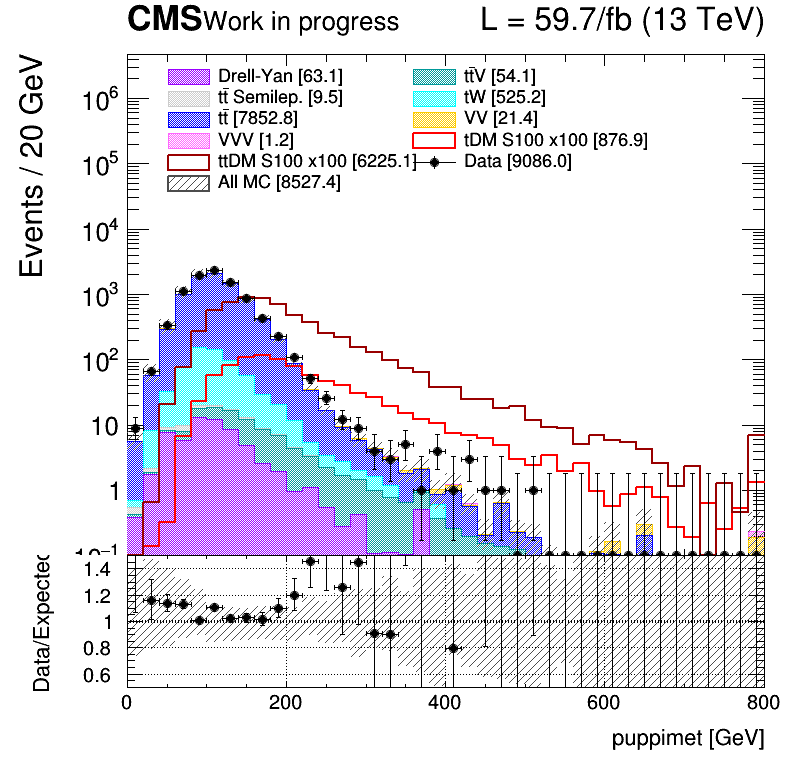 CMS Work in progress L = 59.7/fb (13 TeV)
Events / 20 GeV
Drell-Yan [63.1] tt̄V [54.1]
tt̄ Semilep. [9.5] tW [525.2]
tt̄ [7852.8] VV [21.4]
VVV [1.2] tDM S100 x100 [876.9]
ttDM S100 x100 [6225.1] Data [9086.0]
All MC [8527.4]
10⁶
10⁵
10⁴
10³
10²
10
1
10⁻¹
Data/Expected
1.4
1.2
1
0.8
0.6
0 200 400 600 800
puppimet [GeV]